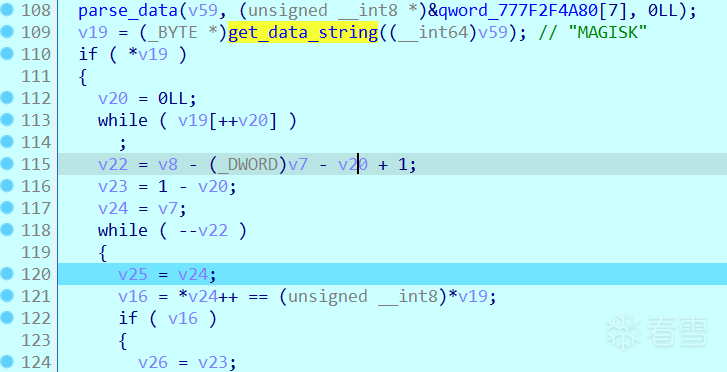 108 parse_data(v59, (unsigned __int8 *)&qword_777F2F4A80[7], 0LL);
109 v19 = (_BYTE *)get_data_string((__int64)v59); // "MAGISK"
110 if ( *v19 )
111 {
112 v20 = 0LL;
113 while ( v19[++v20] )
114 ;
115 v22 = v8 - (_DWORD)v7 - v20 + 1;
116 v23 = 1 - v20;
117 v24 = v7;
118 while ( --v22 )
119 {
120 v25 = v24;
121 v16 = *v24++ == (unsigned __int8)*v19;
122 if ( v16 )
123 {
124 v26 = v23;
看雪